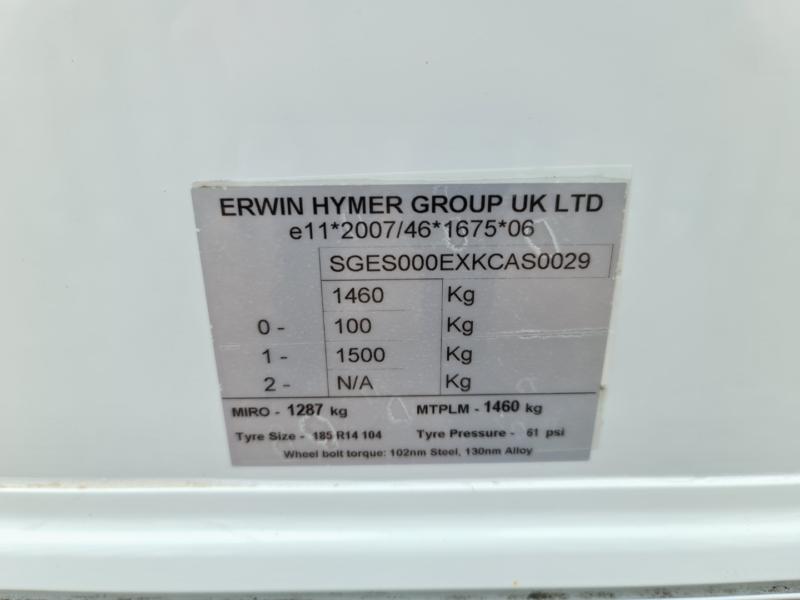 ERWIN HYMER GROUP UK LTD
e11*2007/46*1675*06
SGES000EXKCAS0029
1460 Kg
0 - 100 Kg
1 - 1500 Kg
2 - N/A Kg
MIRO - 1287 kg MTPLM - 1460 kg
Tyre Size - 185 R14 104 Tyre Pressure - 61 psi
Wheel bolt torque: 102nm Steel, 130nm Alloy